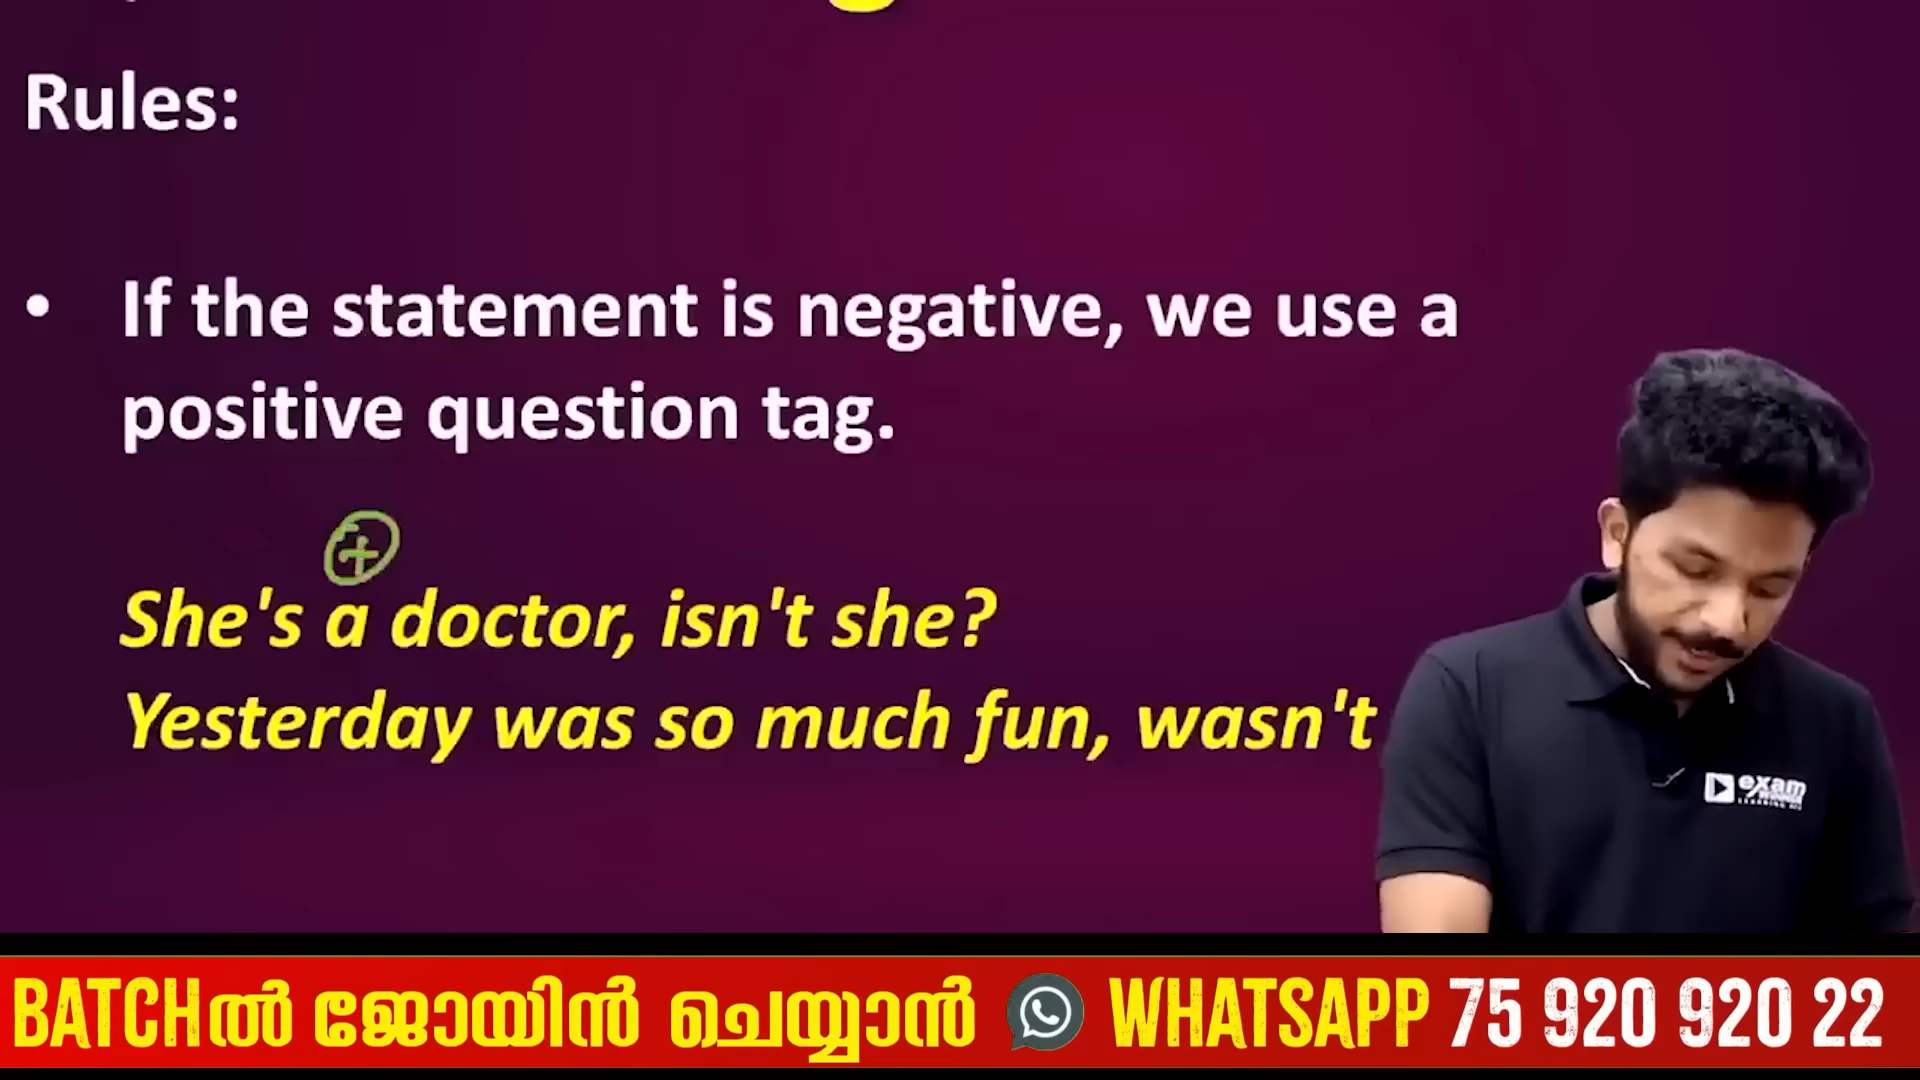 Rules:
• If the statement is negative, we use a
positive question tag.
+
She's a doctor, isn't she?
Yesterday was so much fun, wasn't
exam
BATCHൽ ജോയിൻ ചെയ്യാൻ WHATSAPP 75 920 920 22